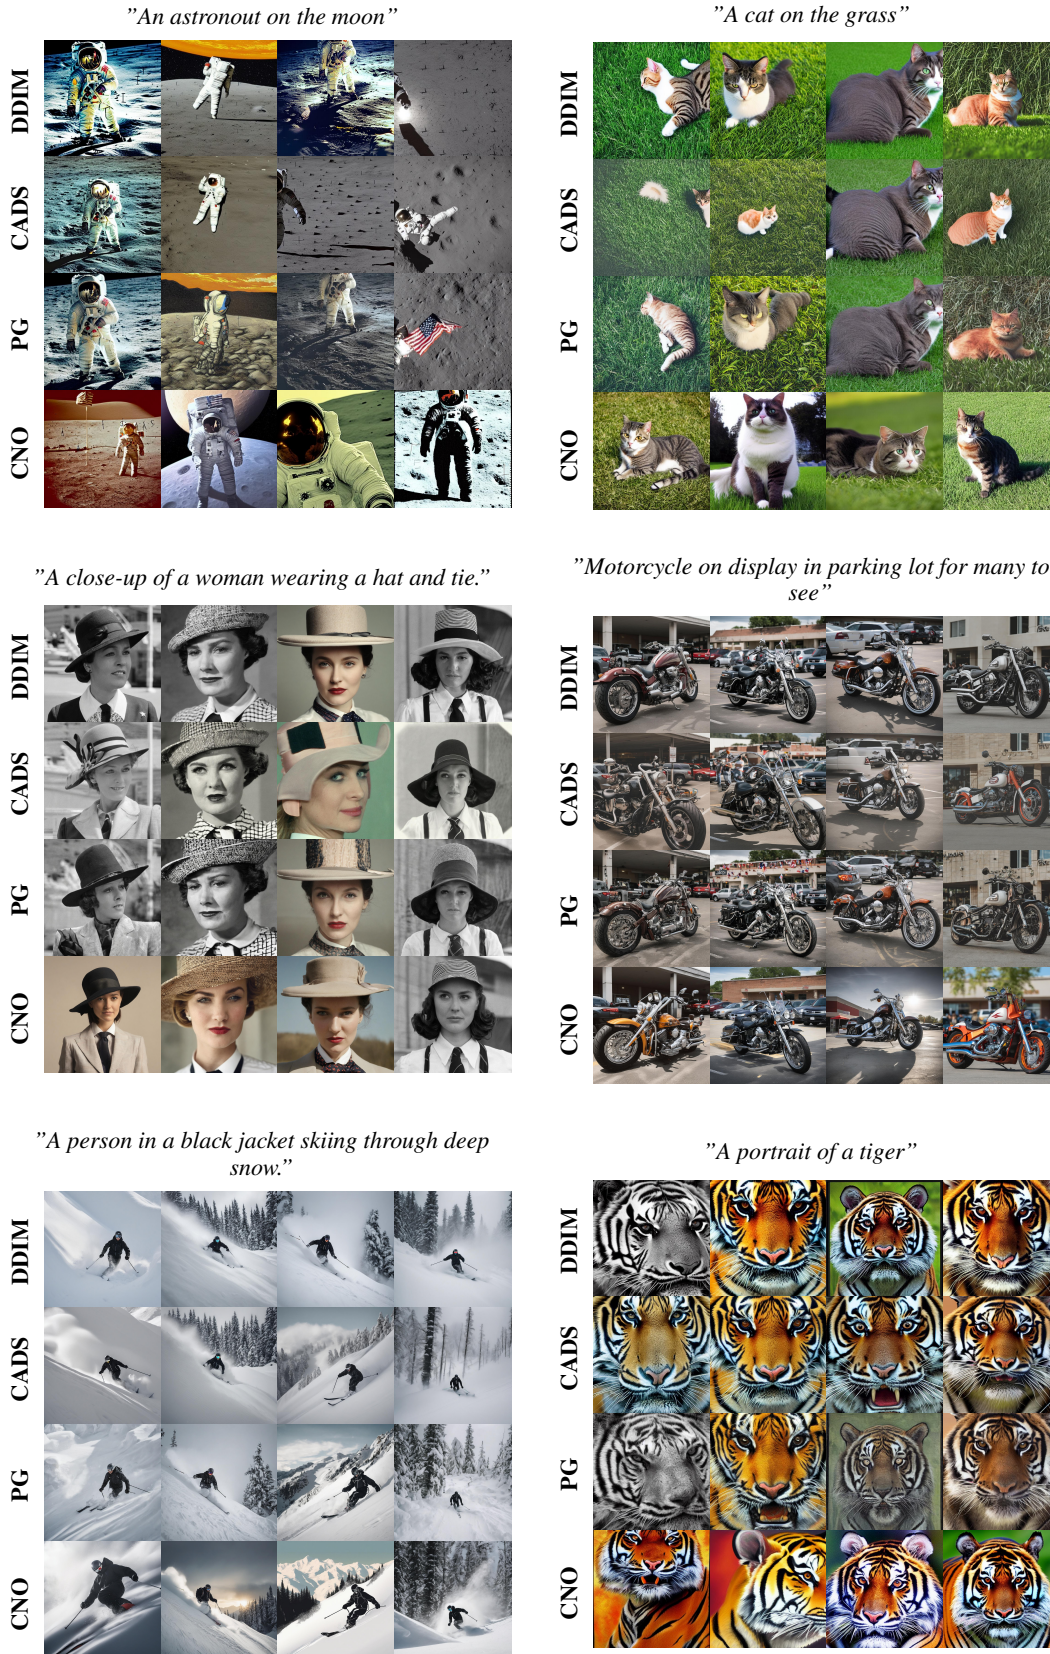 ”An astronout on the moon”
DDIM
CADS
PG
CNO
”A cat on the grass”
DDIM
CADS
PG
CNO
”A close-up of a woman wearing a hat and tie.”
DDIM
CADS
PG
CNO
”Motorcycle on display in parking lot for many to
see”
DDIM
CADS
PG
CNO
”A person in a black jacket skiing through deep
snow.”
DDIM
CADS
PG
CNO
”A portrait of a tiger”
DDIM
CADS
PG
CNO